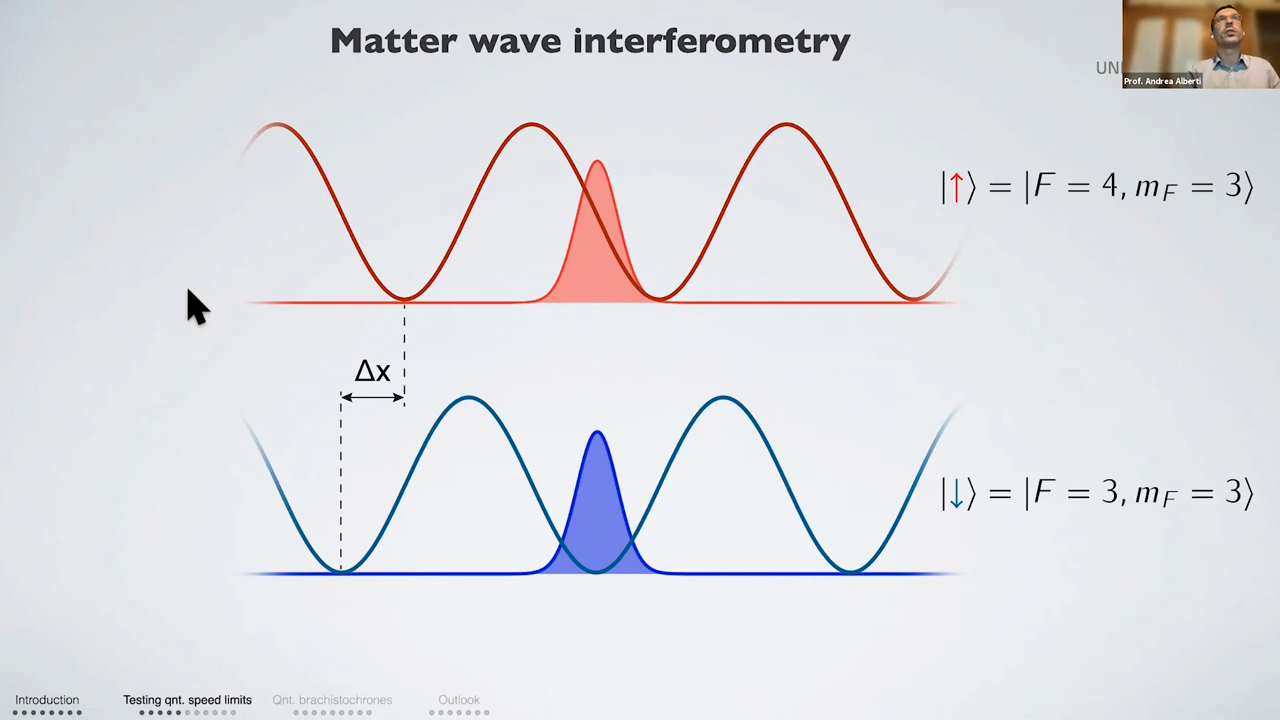 Matter wave interferometry
UNI
Prof. Andrea Alberti
|↑⟩ = |F = 4, m_F = 3⟩
Δx
|↓⟩ = |F = 3, m_F = 3⟩
Introduction
Testing qnt. speed limits
Qnt. brachistochrones
Outlook